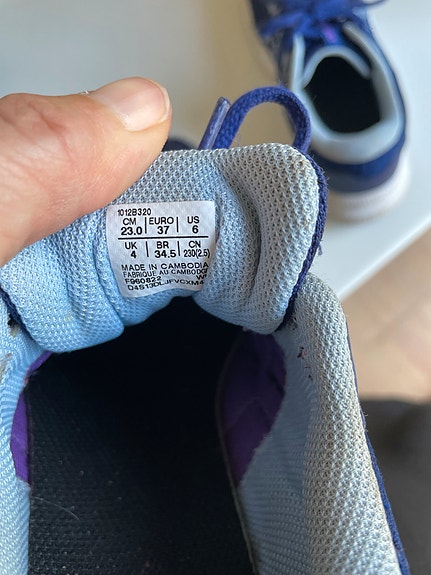 1012B320
CM | EURO | US
23.0 | 37 | 6
UK | BR | CN
4 | 34.5 | 230(2.5)
MADE IN CAMBODIA
FABRIQUE AU CAMBODGE
F960822 WI